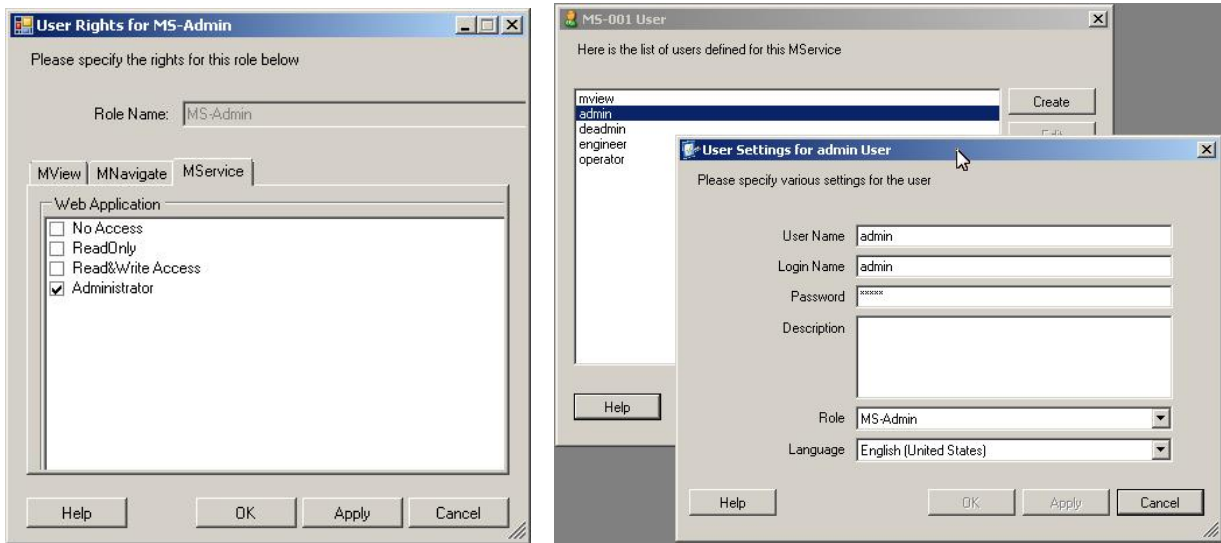 User Rights for MS-Admin
Please specify the rights for this role below
Role Name: MS-Admin
MView MNavigate MService
Web Application
No Access
ReadOnly
Read&Write Access
Administrator
Help OK Apply Cancel
MS-001 User
Here is the list of users defined for this MService
mview
admin
deadmin
engineer
operator
Create
Edit
Help
User Settings for admin User
Please specify various settings for the user
User Name admin
Login Name admin
Password *****
Description
Role MS-Admin
Language English (United States)
Help OK Apply Cancel